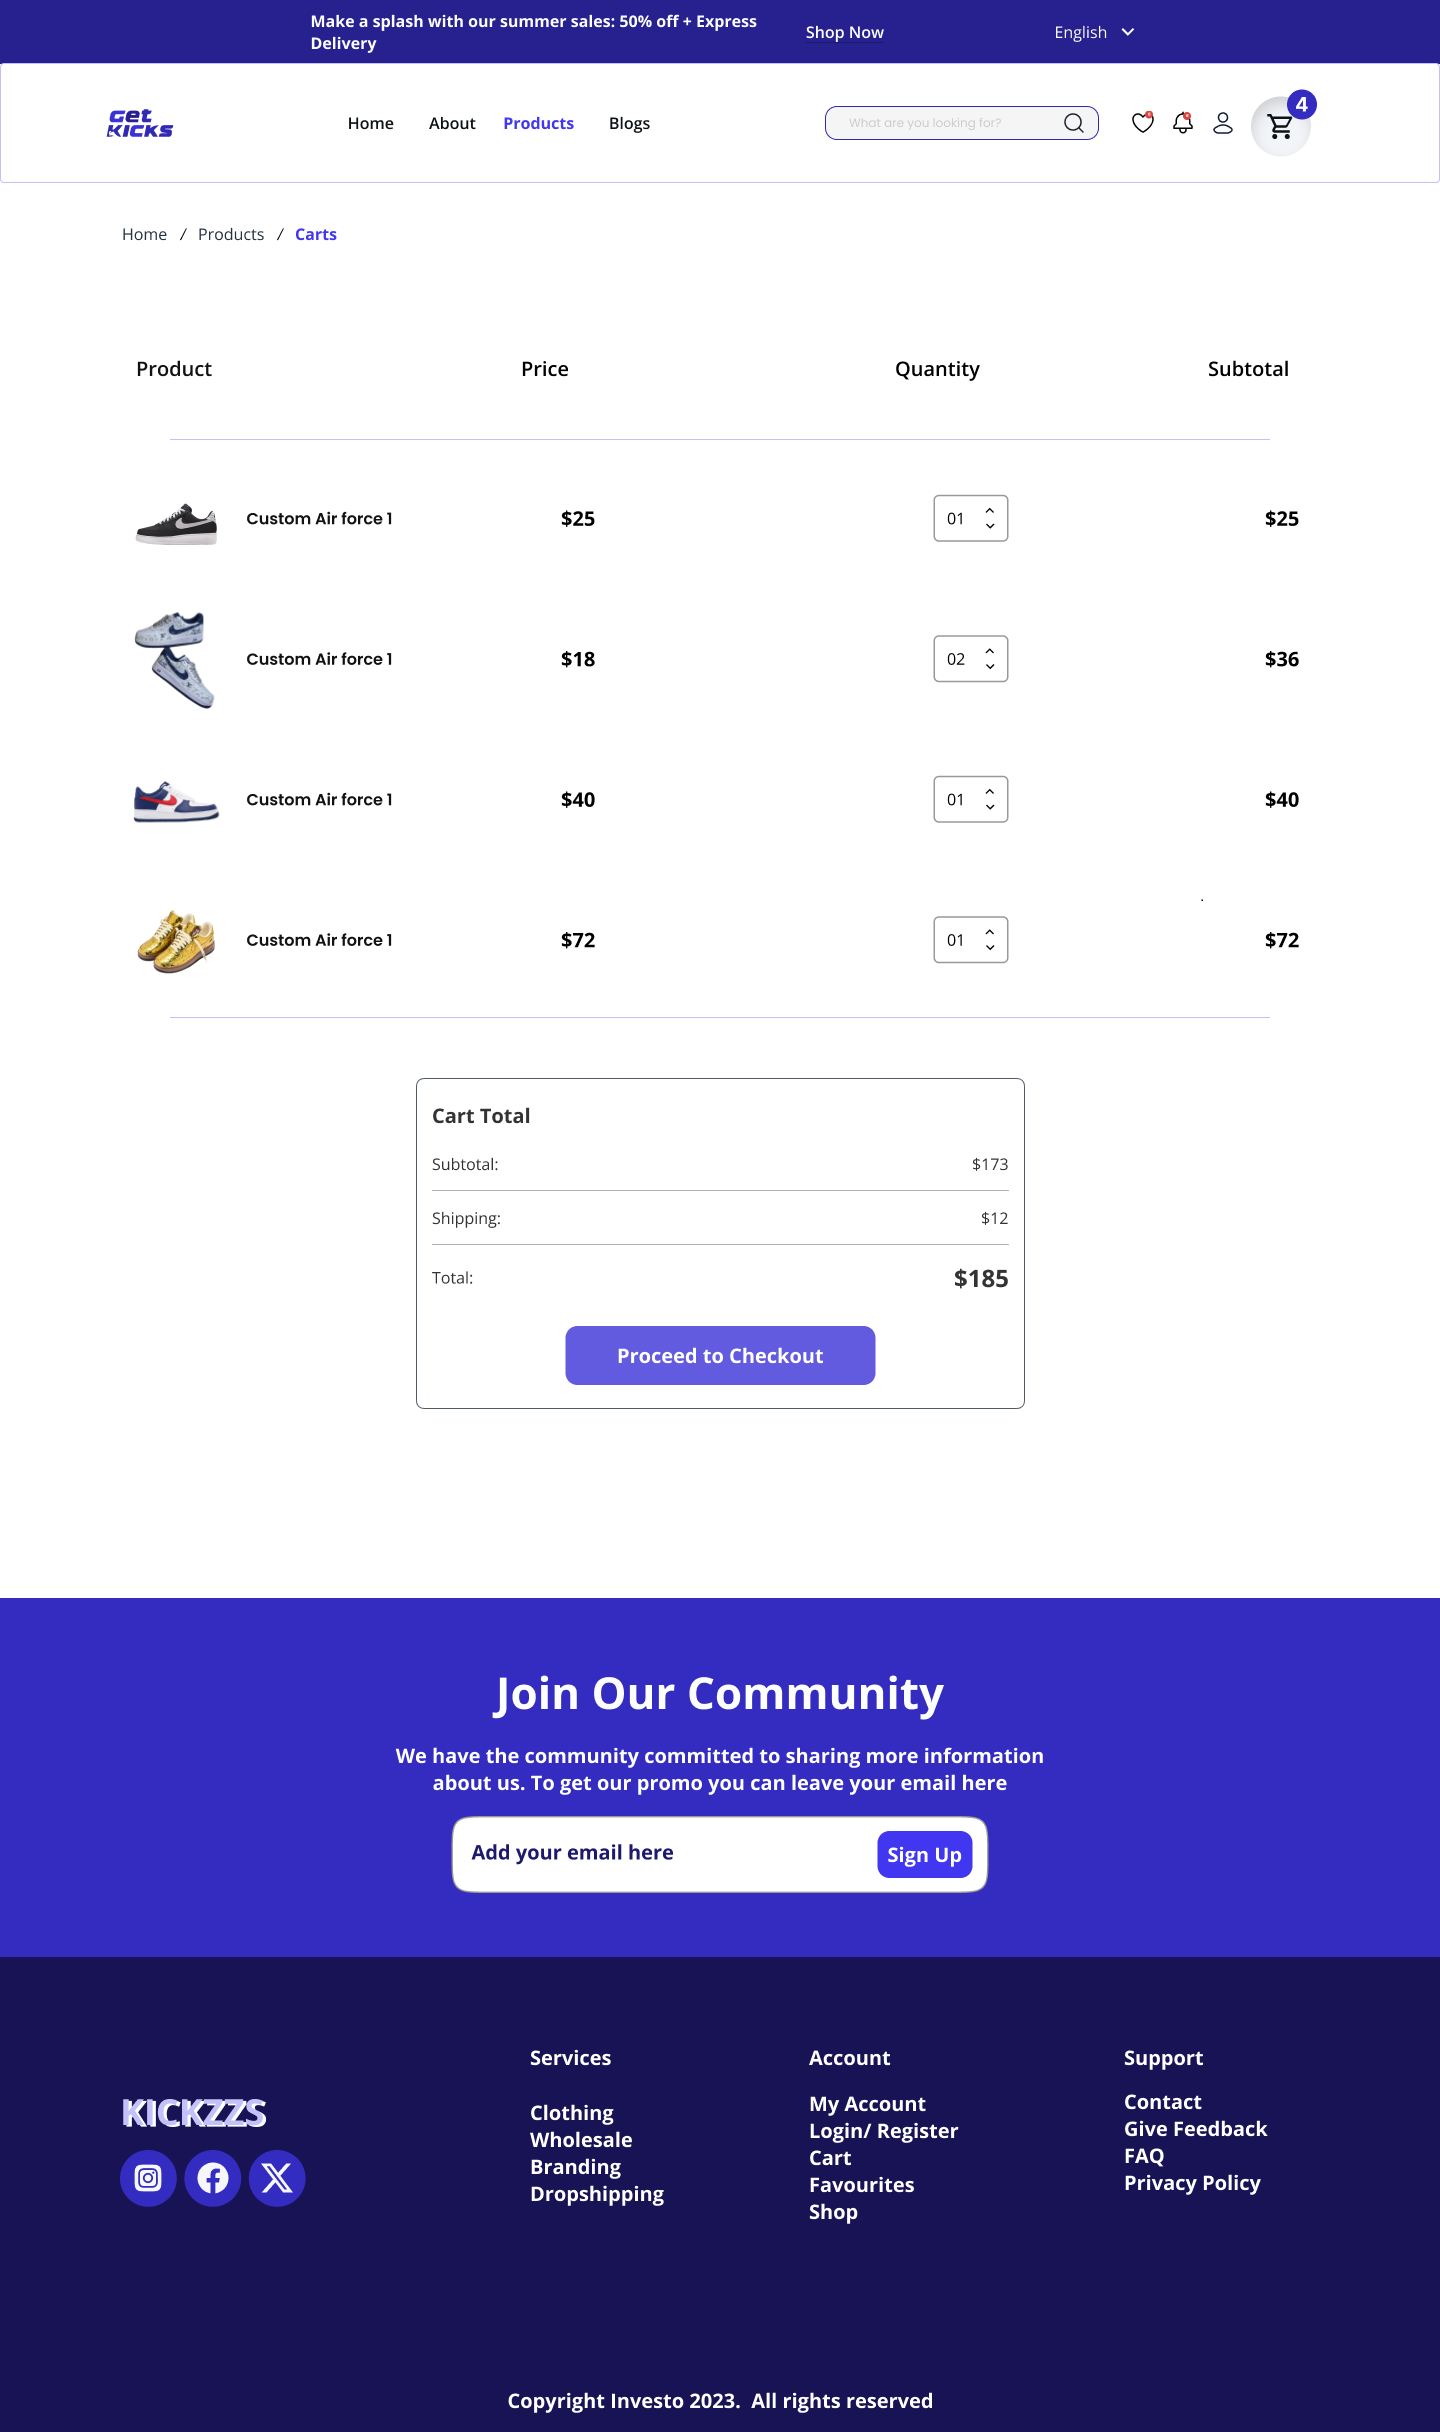 Make a splash with our summer sales: 50% off + Express
Delivery
Shop Now
English
Get
KICKS
Home
About
Products
Blogs
What are you looking for?
4
Home / Products / Carts
Product
Price
Quantity
Subtotal
Custom Air force 1
$25
01
$25
Custom Air force 1
$18
02
$36
Custom Air force 1
$40
01
$40
Custom Air force 1
$72
01
$72
Cart Total
Subtotal:
$173
Shipping:
$12
Total:
$185
Proceed to Checkout
Join Our Community
We have the community committed to sharing more information
about us. To get our promo you can leave your email here
Add your email here
Sign Up
KICKZZS
Services
Clothing
Wholesale
Branding
Dropshipping
Account
My Account
Login/ Register
Cart
Favourites
Shop
Support
Contact
Give Feedback
FAQ
Privacy Policy
Copyright Investo 2023.  All rights reserved